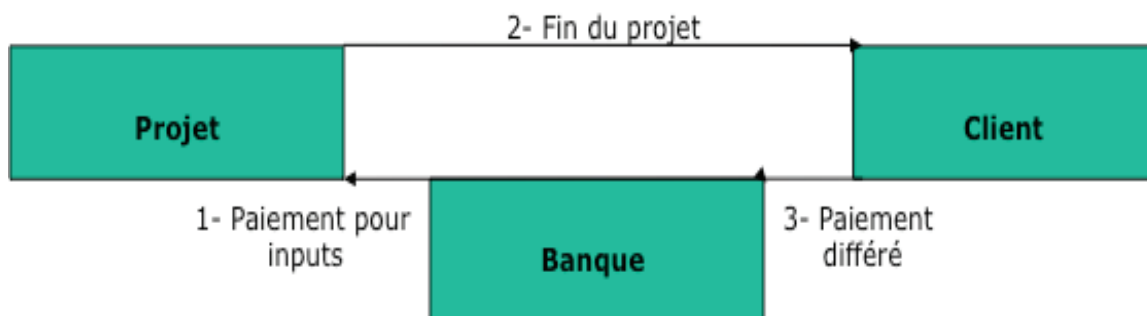 2- Fin du projet
Projet
Client
1- Paiement pour
inputs
3- Paiement
différé
Banque